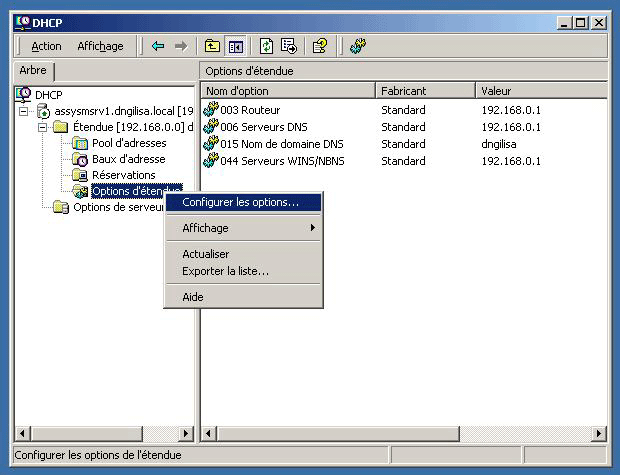 DHCP
Action Affichage
Arbre
Options d'étendue
DHCP
assysmsrv1.dngilisa.local [19
Étendue [192.168.0.0] d
Pool d'adresses
Baux d'adresse
Réservations
Options d'étendue
Options de serveur
Nom d'option Fabricant Valeur
003 Routeur Standard 192.168.0.1
006 Serveurs DNS Standard 192.168.0.1
015 Nom de domaine DNS Standard dngilisa
044 Serveurs WINS/NBNS Standard 192.168.0.1
Configurer les options...
Affichage
Actualiser
Exporter la liste...
Aide
Configurer les options de l'étendue